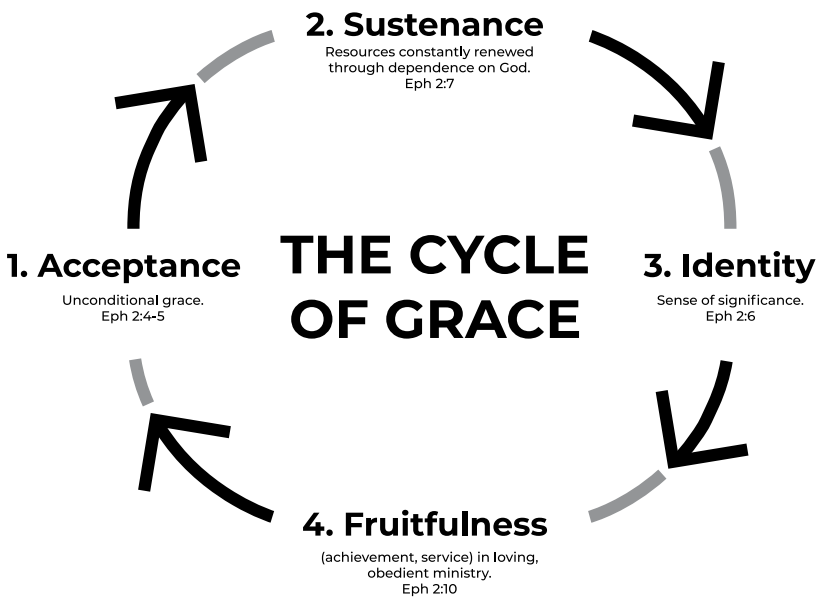 2. Sustenance
Resources constantly renewed
through dependence on God.
Eph 2:7
1. Acceptance
Unconditional grace.
Eph 2:4-5
THE CYCLE
OF GRACE
3. Identity
Sense of significance.
Eph 2:6
4. Fruitfulness
(achievement, service) in loving,
obedient ministry.
Eph 2:10